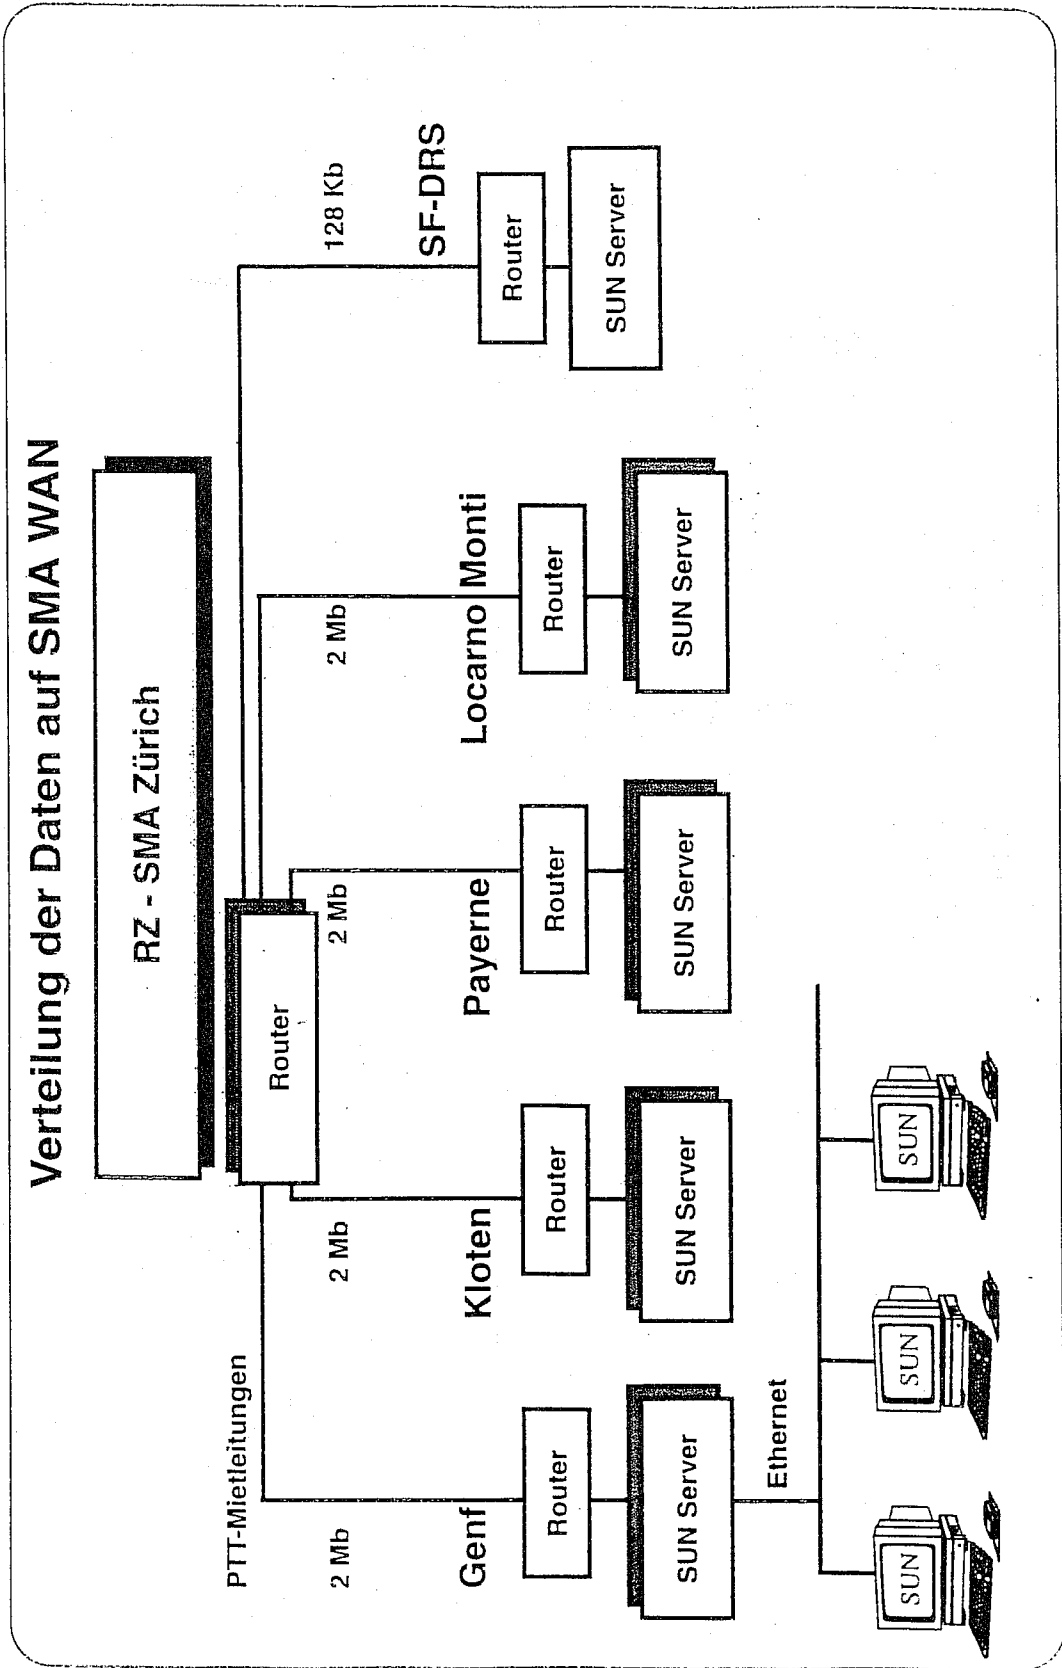 Verteilung der Daten auf SMA WAN
RZ - SMA Zürich
Router
PTT-Mietleitungen
2 Mb
2 Mb
2 Mb
2 Mb
128 Kb
Genf
Kloten
Payerne
Locarno Monti
SF-DRS
Router
Router
Router
Router
Router
SUN Server
SUN Server
SUN Server
SUN Server
SUN Server
Ethernet
SUN
SUN
SUN